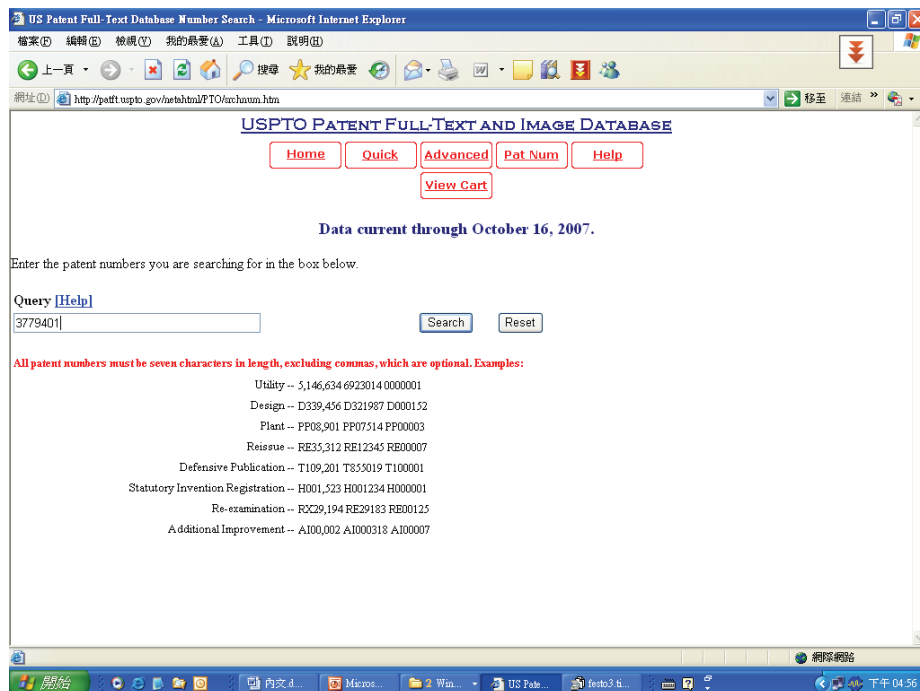 US Patent Full-Text Database Number Search - Microsoft Internet Explorer
檔案(F) 編輯(E) 檢視(V) 我的最愛(A) 工具(T) 說明(H)
上一頁 搜尋 我的最愛
網址(D) http://patft.uspto.gov/netahtml/PTO/srchnum.htm 移至 連結 »
USPTO PATENT FULL-TEXT AND IMAGE DATABASE
Home Quick Advanced Pat Num Help
View Cart
Data current through October 16, 2007.
Enter the patent numbers you are searching for in the box below.
Query [Help]
3779401 Search Reset
All patent numbers must be seven characters in length, excluding commas, which are optional. Examples:
Utility -- 5,146,634 6923014 0000001
Design -- D339,456 D321987 D000152
Plant -- PP08,901 PP07514 PP00003
Reissue -- RE35,312 RE12345 RE00007
Defensive Publication -- T109,201 T855019 T100001
Statutory Invention Registration -- H001,523 H001234 H000001
Re-examination -- RX29,194 RE29183 RE00125
Additional Improvement -- AI00,002 AI000318 AI00007
網際網路
開始 內文.d... Micros... 2 Win... US Pate... festo3.ti... 下午 04:56